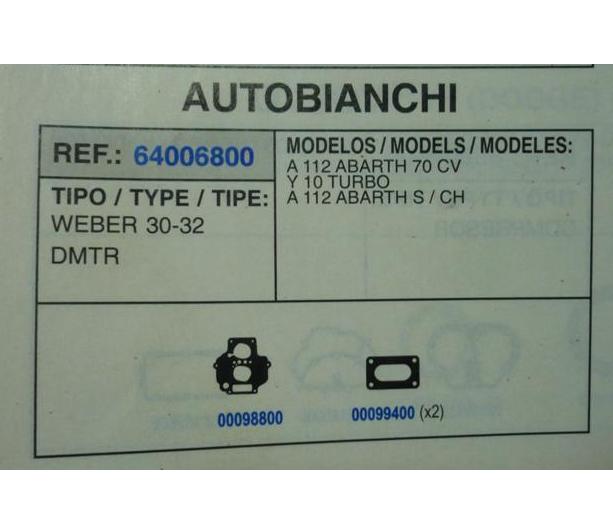 AUTOBIANCHI
REF.: 64006800
TIPO / TYPE / TIPE:
WEBER 30-32
DMTR
MODELOS / MODELS / MODELES:
A 112 ABARTH 70 CV
Y 10 TURBO
A 112 ABARTH S / CH
00098800
00099400 (x2)